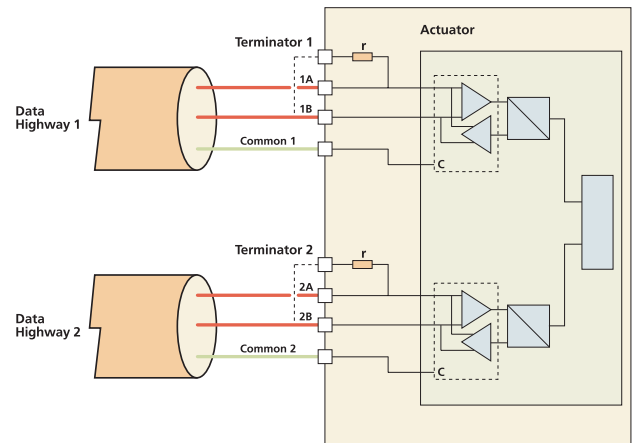 Actuator
Terminator 1
r
1A
Data
Highway 1
1B
Common 1
C
Terminator 2
r
2A
Data
Highway 2
2B
Common 2
C